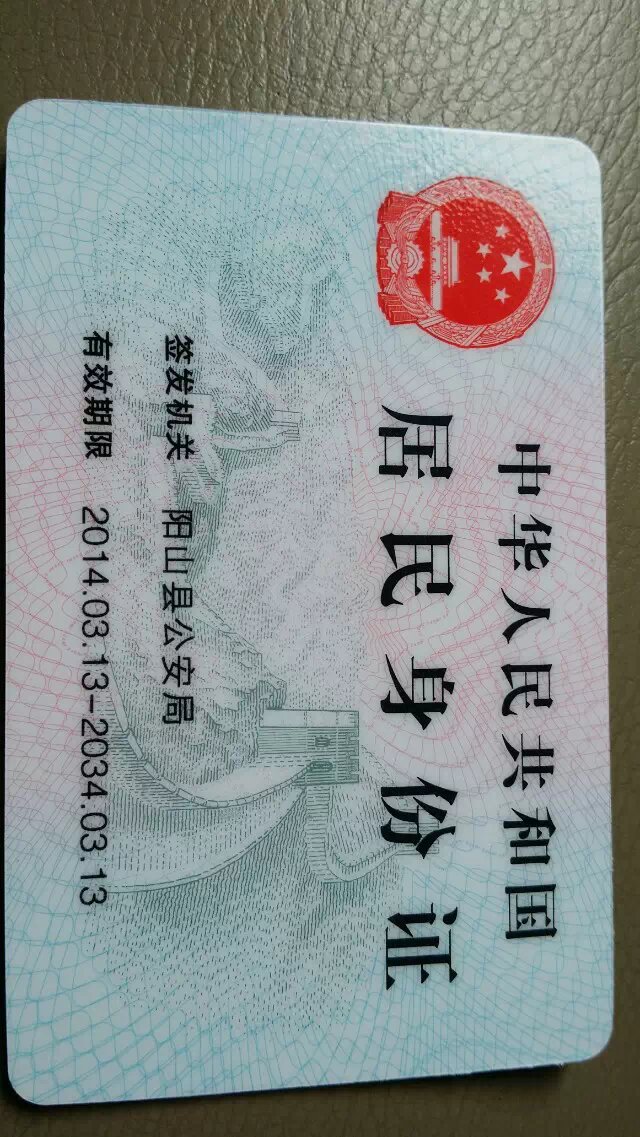 中华人民共和国
居民身份证
签发机关 阳山县公安局
有效期限 2014.03.13-2034.03.13